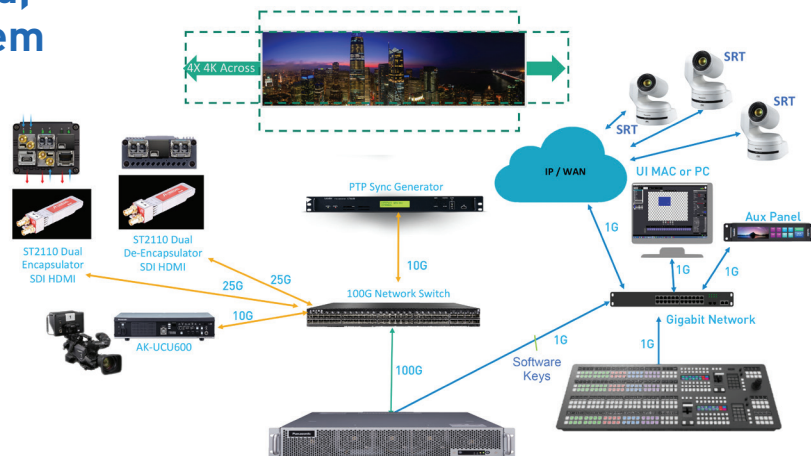 em
4X 4K Across
SRT
SRT
SRT
IP / WAN
UI MAC or PC
Aux Panel
PTP Sync Generator
ST2110 Dual
Encapsulator
SDI HDMI
ST2110 Dual
De-Encapsulator
SDI HDMI
1G
1G
1G
10G
25G
25G
100G Network Switch
10G
AK-UCU600
Gigabit Network
1G
1G
Software
Keys
100G
Panasonic